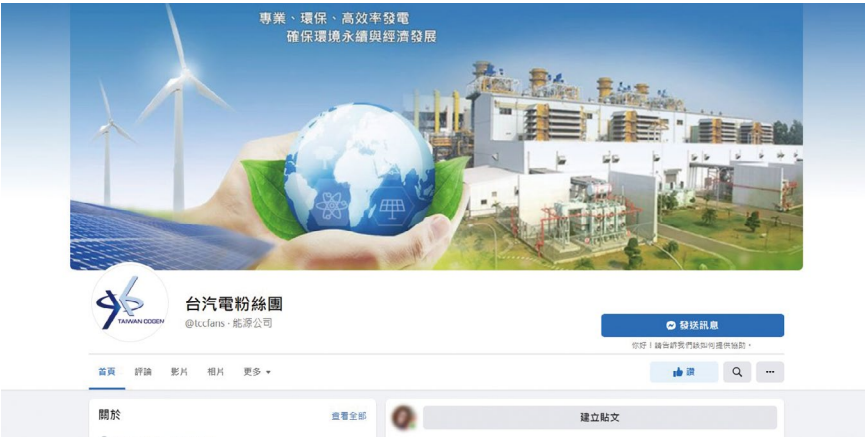 專業、環保、高效率發電
確保環境永續與經濟發展
TAIWAN COGEN
台汽電粉絲團
@tccfans · 能源公司
發送訊息
你好！請告訴我們該如何提供協助。
首頁
評論
影片
相片
更多
讚
關於
查看全部
建立貼文